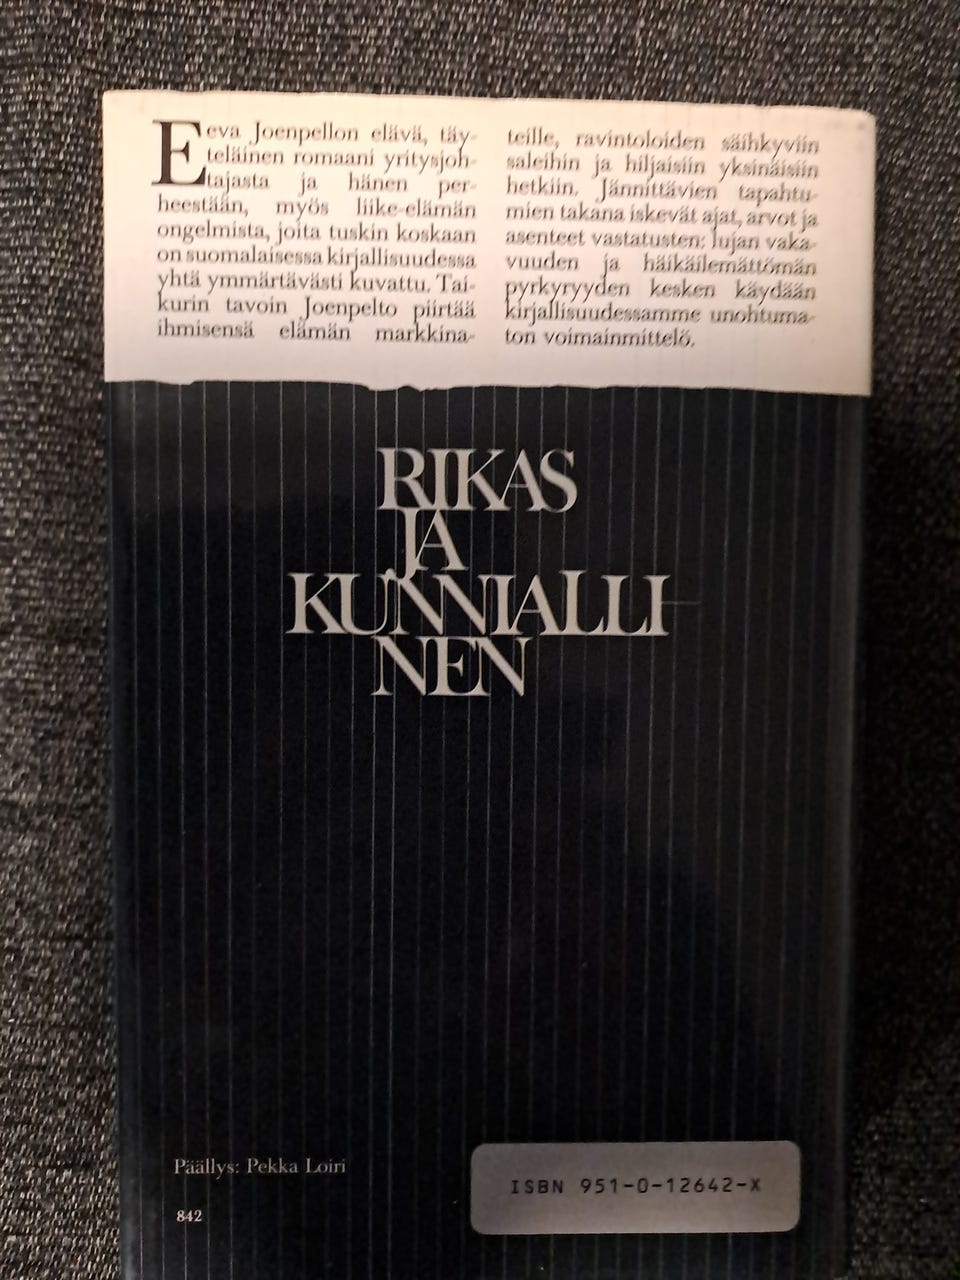 Eeva Joenpellon elävä, täy-
teläinen romaani yritysjoh-
tajasta ja hänen per-
heestään, myös liike-elämän
ongelmista, joita tuskin koskaan
on suomalaisessa kirjallisuudessa
yhtä ymmärtävästi kuvattu. Tai-
kurin tavoin Joenpelto piirtää
ihmisensä elämän markkina-
teille, ravintoloiden säihkyviin
saleihin ja hiljaisiin yksinäisiin
hetkiin. Jännittävien tapahtu-
mien takana iskevät ajat, arvot ja
asenteet vastatusten: lujan vaka-
vuuden ja häikäilemättömän
pyrkyryyden kesken käydään
kirjallisuudessamme unohtuma-
ton voimainmittelö.
RIKAS
JA
KUNNIALLI
NEN
Päällys: Pekka Loiri
842
ISBN 951-0-12642-X